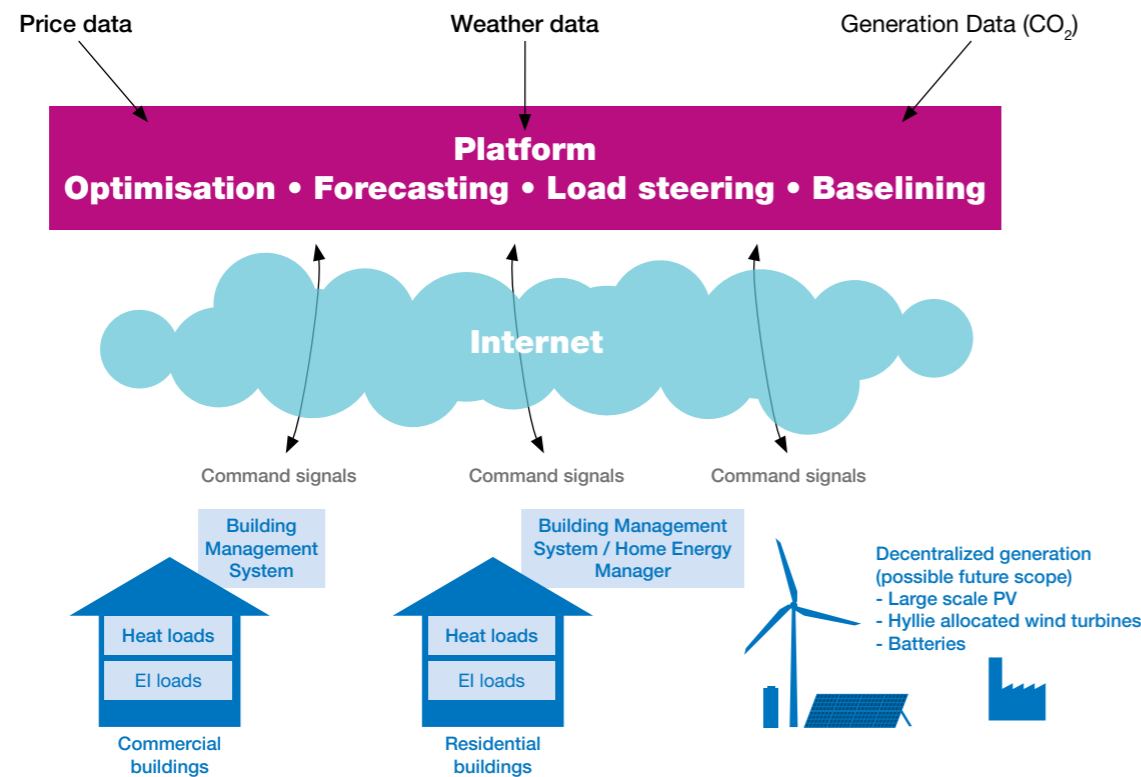 Price data
Weather data
Generation Data (CO₂)
Platform
Optimisation • Forecasting • Load steering • Baselining
Internet
Command signals
Command signals
Command signals
Building
Management
System
Heat loads
El loads
Commercial
buildings
Building Management
System / Home Energy
Manager
Heat loads
El loads
Residential
buildings
Decentralized generation
(possible future scope)
- Large scale PV
- Hyllie allocated wind turbines
- Batteries